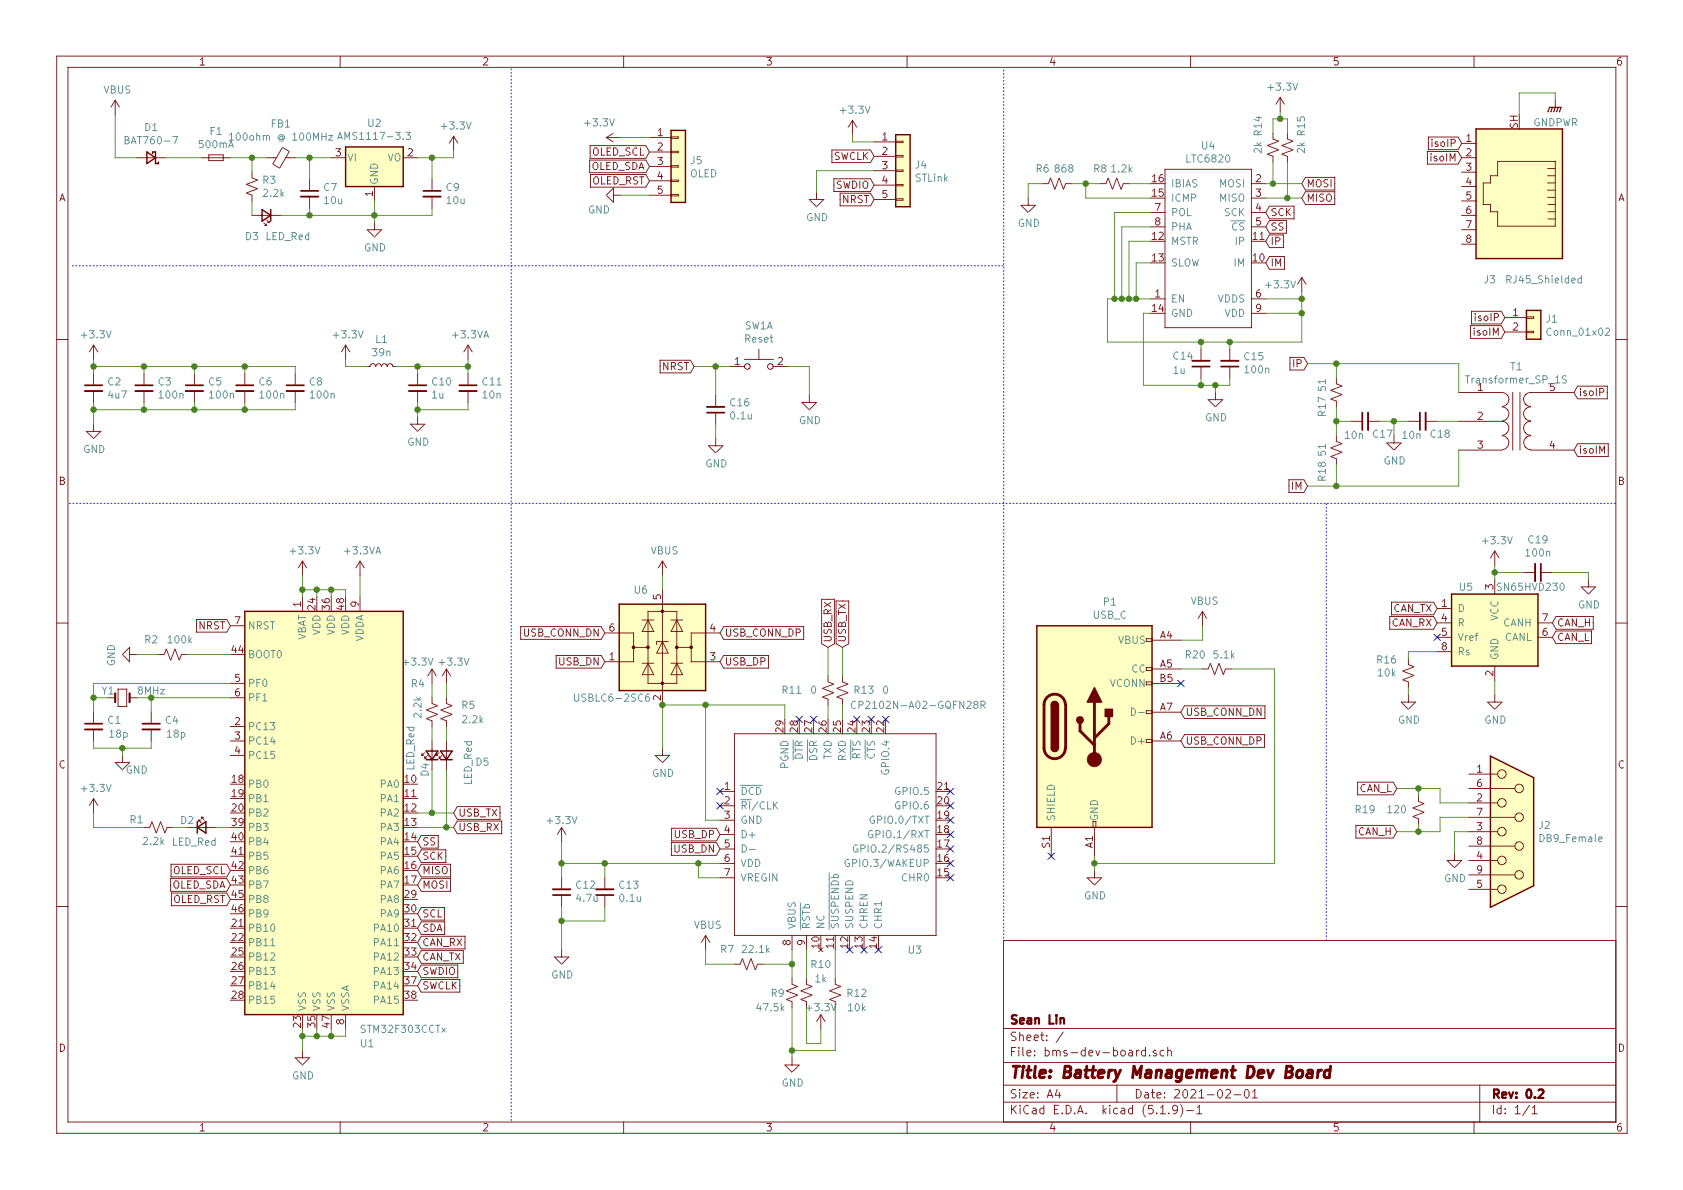 1 2 3 4 5 6
A
B
C
D
VBUS
D1
BAT760-7
F1
500mA
FB1
100ohm @ 100MHz
U2
AMS1117-3.3
3 VI VO 2
GND
1
+3.3V
R3
2.2k
C7
10u
C9
10u
D3 LED_Red
GND
+3.3V
OLED_SCL
OLED_SDA
OLED_RST
GND
1
2
3
4
5
J5
OLED
+3.3V
SWCLK
SWDIO
NRST
GND
1
2
3
4
5
J4
STLink
+3.3V
R14
2k
R15
2k
U4
LTC6820
R6 868
R8 1.2k
GND
16 IBIAS
15 ICMP
7 POL
8 PHA
12 MSTR
13 SLOW
1 EN
14 GND
MOSI 2 MOSI
MISO 3 MISO
SCK 4 SCK
CS 5 SS
IP 11 IP
IM 10 IM
+3.3V
VDDS 6
VDD 9
C14
1u
C15
100n
GND
SH
GNDPWR
isoIP 1
isoIM 2
3
4
5
6
7
8
J3 RJ45_Shielded
isoIP 1
isoIM 2
J1
Conn_01x02
IP
R17 51
R18 51
10n C17
10n C18
GND
IM
T1
Transformer_SP_1S
1
2
3
5 isoIP
4 isoIM
+3.3V
C2
4u7
C3
100n
C5
100n
C6
100n
C8
100n
GND
+3.3V
L1
39n
+3.3VA
C10
1u
C11
10n
GND
SW1A
Reset
NRST 1 2
C16
0.1u
GND
GND
+3.3V
+3.3VA
1 24 36 48 9
VBAT VDD VDD VDD VDDA
NRST 7 NRST
R2 100k
GND
44 BOOT0
Y1 8MHz
5 PF0
6 PF1
C1
18p
C4
18p
GND
2 PC13
3 PC14
4 PC15
18 PB0
19 PB1
20 PB2
39 PB3
40 PB4
41 PB5
OLED_SCL 42 PB6
OLED_SDA 43 PB7
OLED_RST 45 PB8
46 PB9
21 PB10
22 PB11
25 PB12
26 PB13
27 PB14
28 PB15
+3.3V
R1
2.2k
D2
LED_Red
PA0 10
PA1 11
PA2 12 USB_TX
PA3 13 USB_RX
PA4 14 SS
PA5 15 SCK
PA6 16 MISO
PA7 17 MOSI
PA8 29
PA9 30 SCL
PA10 31 SDA
PA11 32 CAN_RX
PA12 33 CAN_TX
PA13 34 SWDIO
PA14 37 SWCLK
PA15 38
VSS VSS VSS VSSA
23 35 47 8
STM32F303CCTx
U1
GND
+3.3V +3.3V
R4
2.2k
R5
2.2k
LED_Red
D4
LED_Red
D5
VBUS
U6
5
USB_CONN_DN 6
USB_DN 1
4 USB_CONN_DP
3 USB_DP
USBLC6-2SC6
2
GND
USB_RX
USB_TX
R11 0
R13 0
CP2102N-A02-GQFN28R
29 28 27 26 25 24 23 22
PGND DTR DSR TXD RXD RTS CTS GPIO.4
1 DCD
2 RI/CLK
3 GND
USB_DP 4 D+
USB_DN 5 D-
6 VDD
7 VREGIN
GPIO.5 21
GPIO.6 20
GPIO.0/TXT 19
GPIO.1/RXT 18
GPIO.2/RS485 17
GPIO.3/WAKEUP 16
CHR0 15
VBUS RSTb NC SUSPENDb SUSPEND CHREN CHR1
8 9 10 11 12 13 14
U3
+3.3V
C12
4.7u
C13
0.1u
GND
VBUS
R7 22.1k
R10
1k
R9
47.5k
+3.3V
R12
10k
GND
P1
USB_C
VBUS
VBUS A4
CC A5
VCONN B5
D- A7 USB_CONN_DN
D+ A6 USB_CONN_DP
R20 5.1k
SHIELD GND
S1 A1
GND
+3.3V
C19
100n
GND
U5
SN65HVD230
3
VCC
CAN_TX 1 D
CAN_RX 4 R
5 Vref
8 Rs
CANH 7 CAN_H
CANL 6 CAN_L
GND
2
R16
10k
GND
GND
CAN_L
R19 120
CAN_H
GND
1
6
2
7
3
8
4
9
5
J2
DB9_Female
Sean Lin
Sheet: /
File: bms-dev-board.sch
Title: Battery Management Dev Board
Size: A4 Date: 2021-02-01 Rev: 0.2
KiCad E.D.A. kicad (5.1.9)-1 Id: 1/1
A
B
C
D
1 2 3 4 5 6